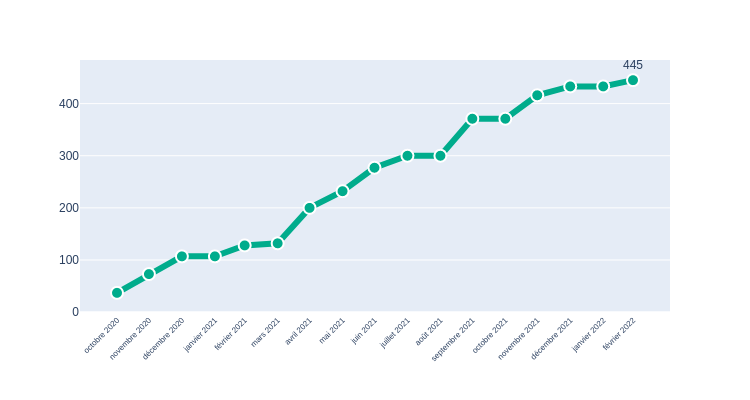 445
400
300
200
100
0
octobre 2020
novembre 2020
décembre 2020
janvier 2021
février 2021
mars 2021
avril 2021
mai 2021
juin 2021
juillet 2021
août 2021
septembre 2021
octobre 2021
novembre 2021
décembre 2021
janvier 2022
février 2022